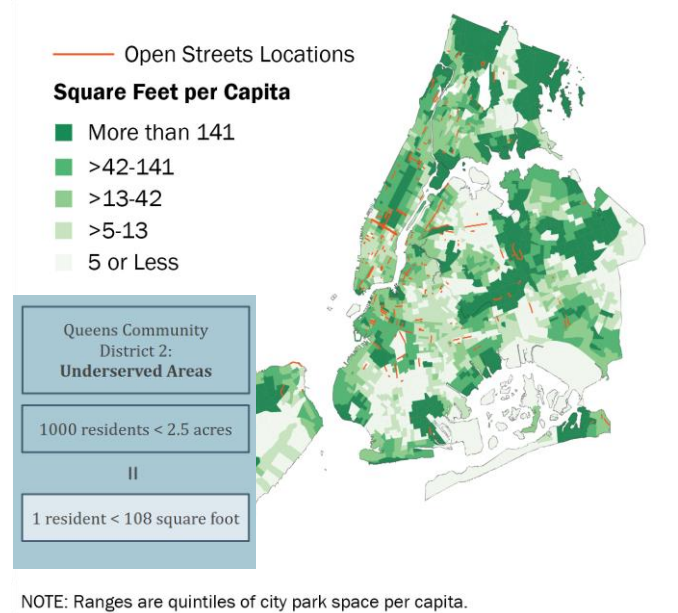 Open Streets Locations
Square Feet per Capita
More than 141
>42-141
>13-42
>5-13
5 or Less
Queens Community
District 2:
Underserved Areas
1000 residents < 2.5 acres
=
1 resident < 108 square foot
NOTE: Ranges are quintiles of city park space per capita.